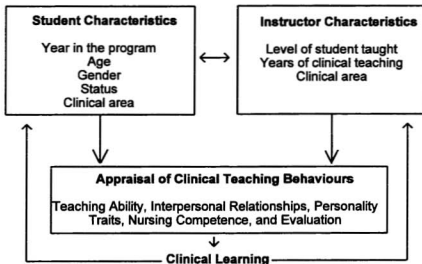 Student Characteristics
Year in the program
Age
Gender
Status
Clinical area
Instructor Characteristics
Level of student taught
Years of clinical teaching
Clinical area
Appraisal of Clinical Teaching Behaviours
Teaching Ability, Interpersonal Relationships, Personality
Traits, Nursing Competence, and Evaluation
Clinical Learning